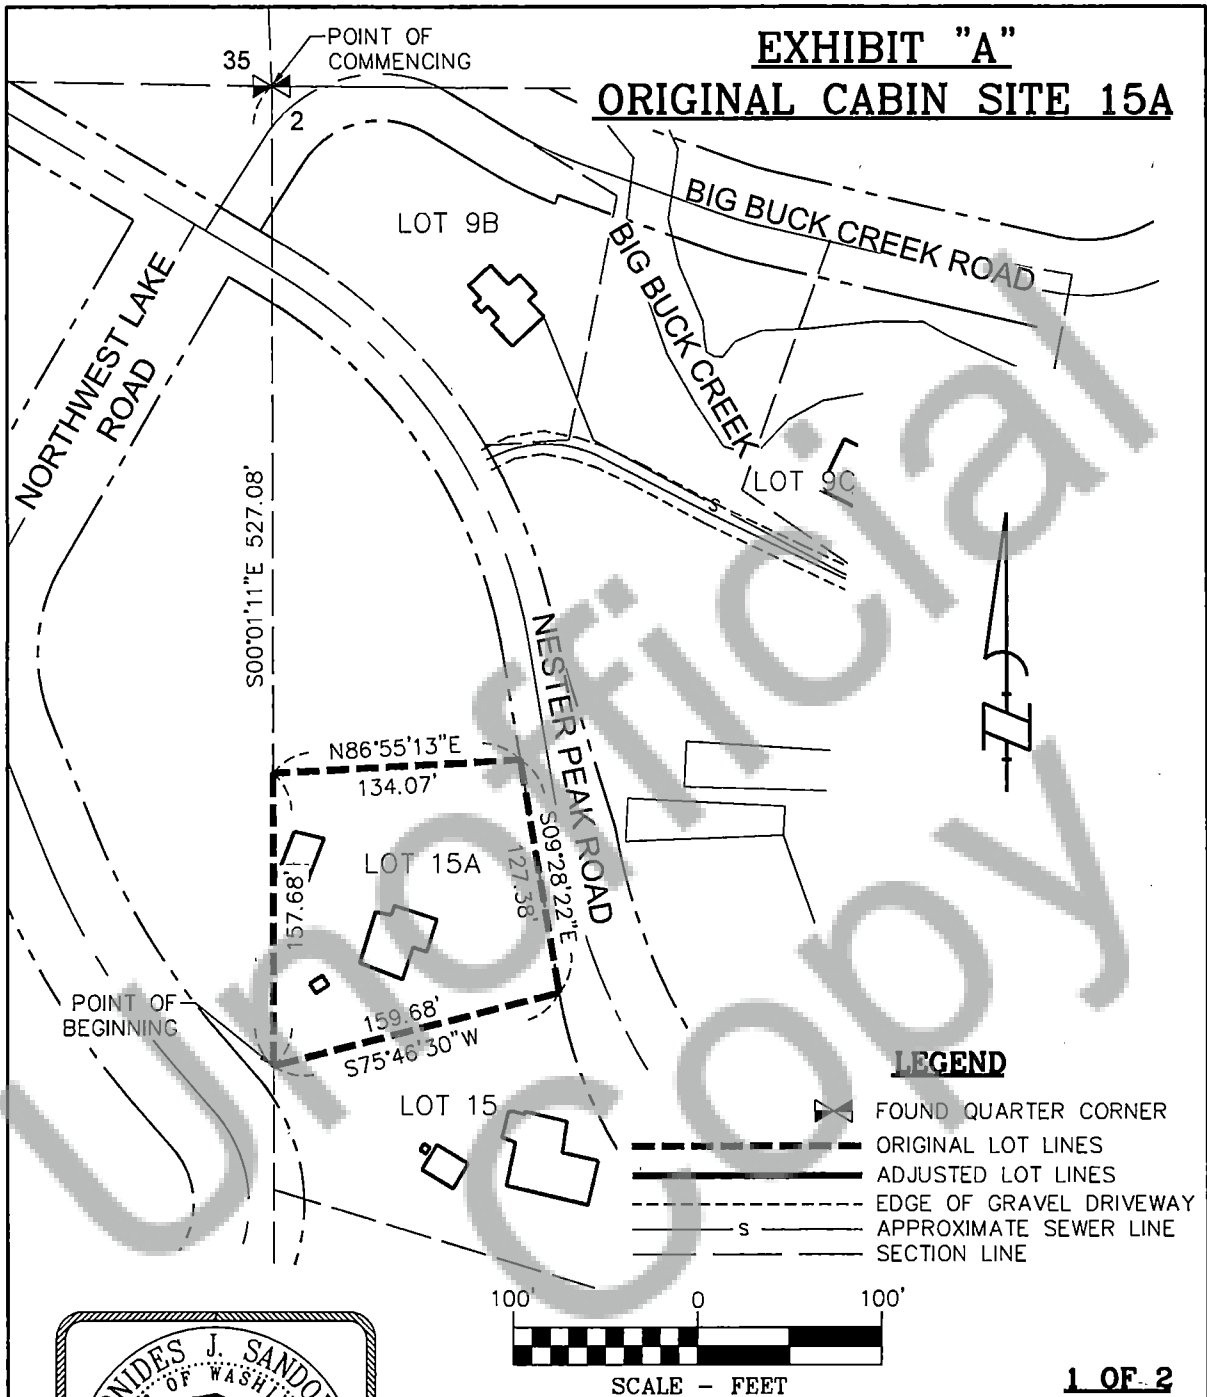 EXHIBIT "A"
ORIGINAL CABIN SITE 15A
POINT OF
COMMENCING
35
2
LOT 9B
BIG BUCK CREEK ROAD
BIG BUCK CREEK
NORTHWEST LAKE
ROAD
LOT 9C
S
S00°01'11"E 527.08'
NESTER PEAK ROAD
N86°55'13"E
134.07'
LOT 15A
S09°28'22"E
127.38'
157.68'
POINT OF
BEGINNING
159.68'
S75°46'30"W
LOT 15
LEGEND
FOUND QUARTER CORNER
ORIGINAL LOT LINES
ADJUSTED LOT LINES
EDGE OF GRAVEL DRIVEWAY
S APPROXIMATE SEWER LINE
SECTION LINE
100' 0 100'
SCALE - FEET
1 OF 2
J. SANDO
OF WASHI
Unofficial
Copy